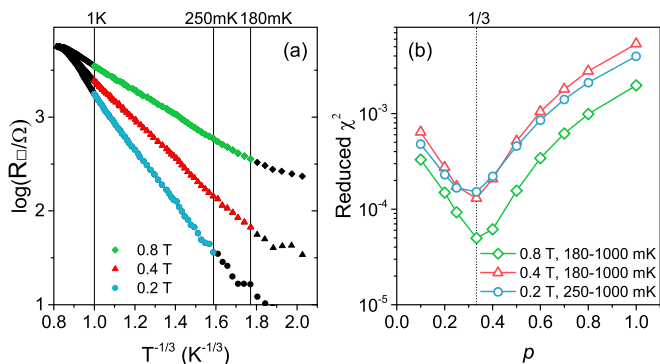 1K 250mK 180mK
(a)
3
2
1
log(R□/Ω)
0.8 T
0.4 T
0.2 T
0.8 1.0 1.2 1.4 1.6 1.8 2.0
T^-1/3 (K^-1/3)
1/3
(b)
10^-3
10^-4
10^-5
Reduced χ^2
0.8 T, 180-1000 mK
0.4 T, 180-1000 mK
0.2 T, 250-1000 mK
0.0 0.2 0.4 0.6 0.8 1.0
p